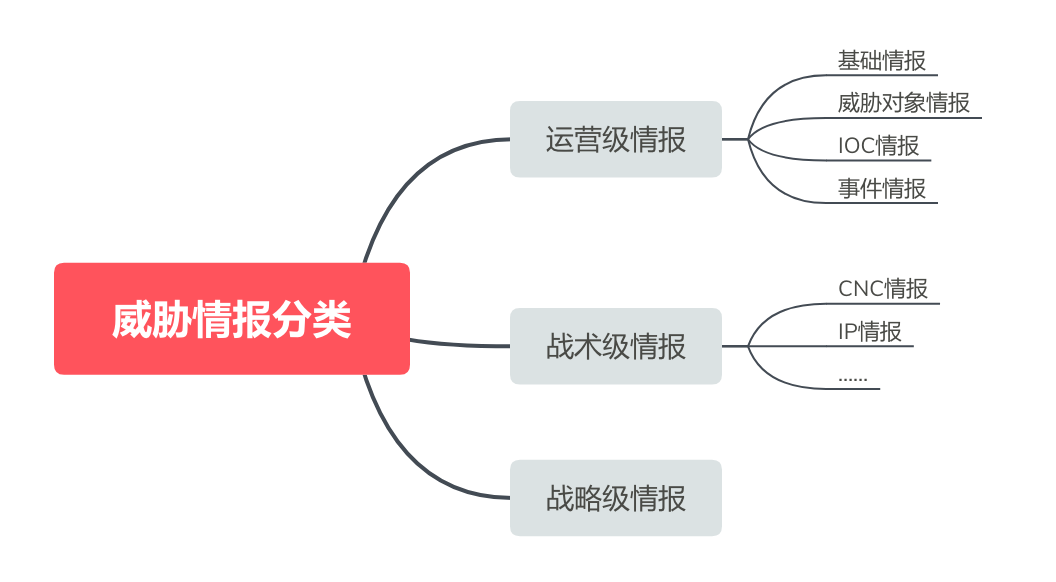 威胁情报分类
运营级情报
基础情报
威胁对象情报
IOC情报
事件情报
战术级情报
CNC情报
IP情报
......
战略级情报